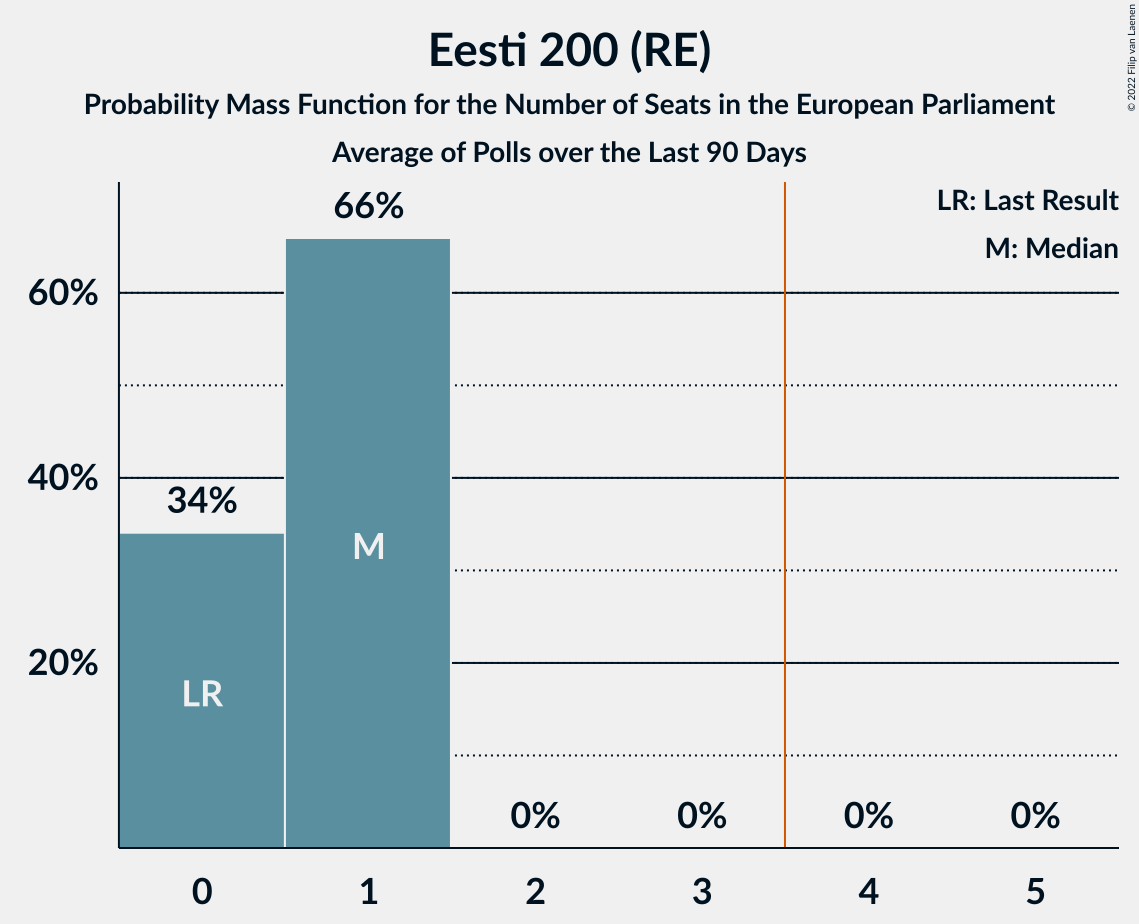 Eesti 200 (RE)
Probability Mass Function for the Number of Seats in the European Parliament
Average of Polls over the Last 90 Days
© 2022 Filip van Laenen
LR: Last Result
M: Median
66%
60%
40%
34%
M
20%
LR
0% 0% 0% 0%
0 1 2 3 4 5